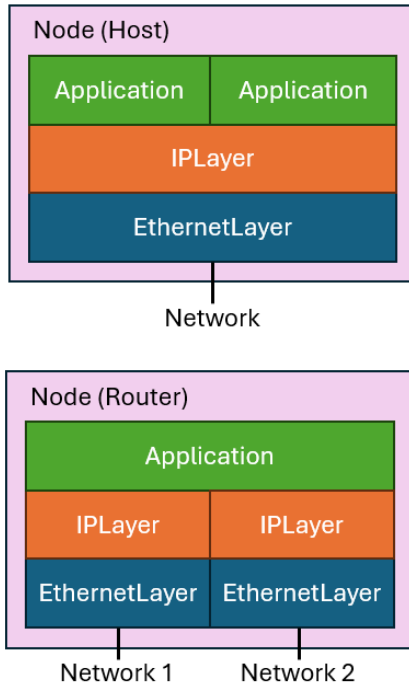 Node (Host)
Application Application
IPLayer
EthernetLayer
Network
Node (Router)
Application
IPLayer IPLayer
EthernetLayer EthernetLayer
Network 1 Network 2